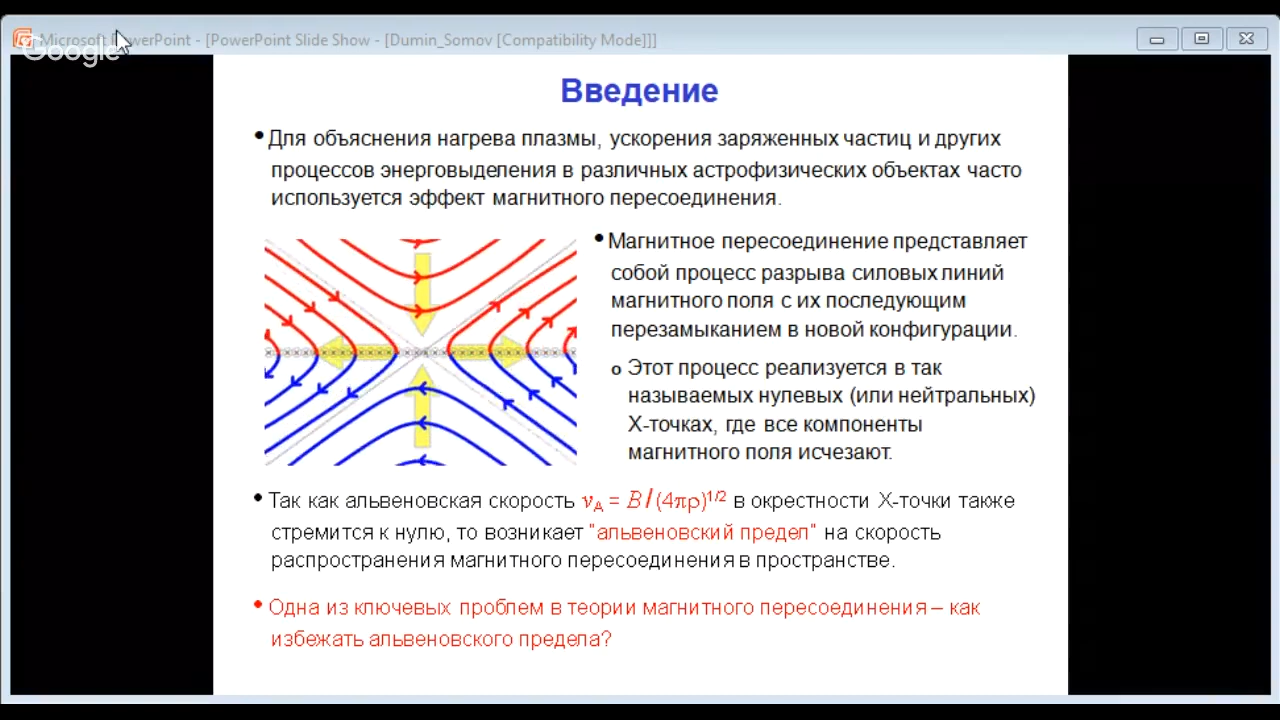 Microsoft PowerPoint - [PowerPoint Slide Show - [Dumin_Somov [Compatibility Mode]]]
Google
Введение
• Для объяснения нагрева плазмы, ускорения заряженных частиц и других
процессов энерговыделения в различных астрофизических объектах часто
используется эффект магнитного пересоединения.
• Магнитное пересоединение представляет
собой процесс разрыва силовых линий
магнитного поля с их последующим
перезамыканием в новой конфигурации.
o Этот процесс реализуется в так
называемых нулевых (или нейтральных)
Х-точках, где все компоненты
магнитного поля исчезают.
• Так как альвеновская скорость v_A = B/(4πρ)^1/2 в окрестности Х-точки также
стремится к нулю, то возникает "альвеновский предел" на скорость
распространения магнитного пересоединения в пространстве.
• Одна из ключевых проблем в теории магнитного пересоединения – как
избежать альвеновского предела?